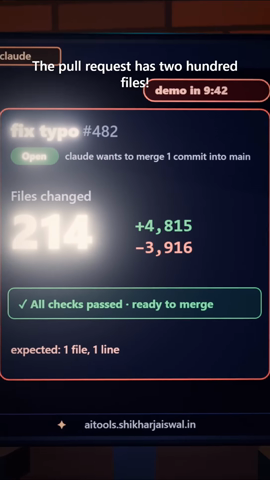 claude
The pull request has two hundred
files!
demo in 9:42
fix typo #482
Open claude wants to merge 1 commit into main
Files changed
214
+4,815
−3,916
✓ All checks passed · ready to merge
expected: 1 file, 1 line
✦ aitools.shikharjaiswal.in